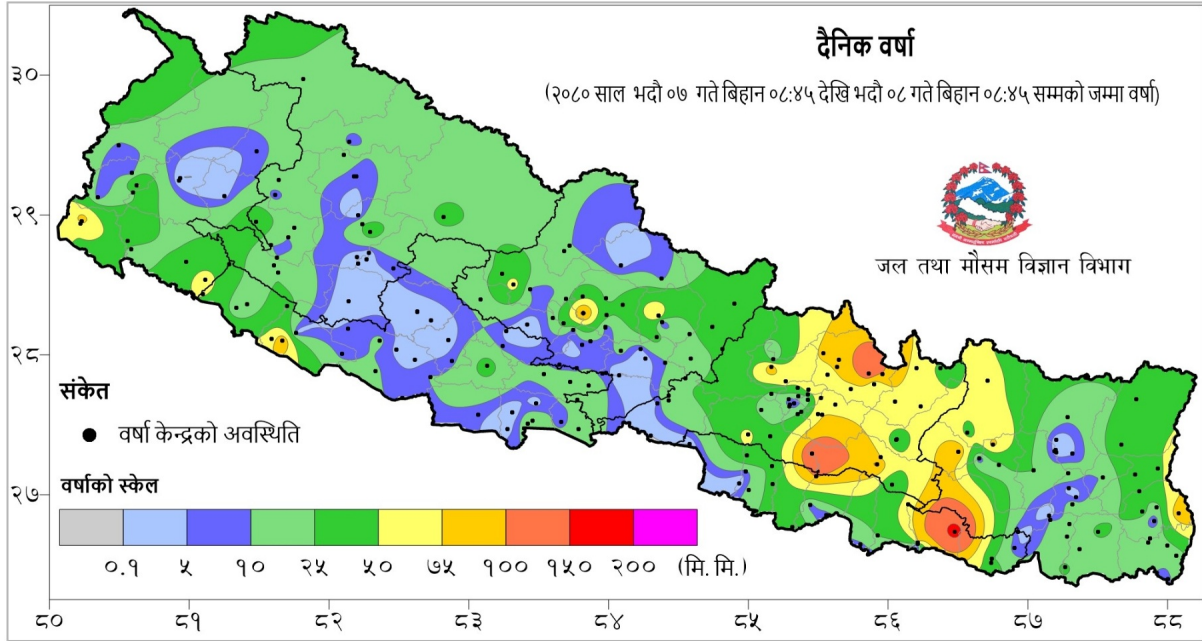 दैनिक वर्षा
(२०८० साल भदौ ०७ गते बिहान ०८:४५ देखि भदौ ०८ गते बिहान ०८:४५ सम्मको जम्मा वर्षा)
जल तथा मौसम विज्ञान विभाग
३०
२९
२८
२७
संकेत
वर्षा केन्द्रको अवस्थिति
वर्षाको स्केल
०.१ ५ १० २५ ५० ७५ १०० १५० २०० (मि. मि.)
८० ८१ ८२ ८३ ८४ ८५ ८६ ८७ ८८